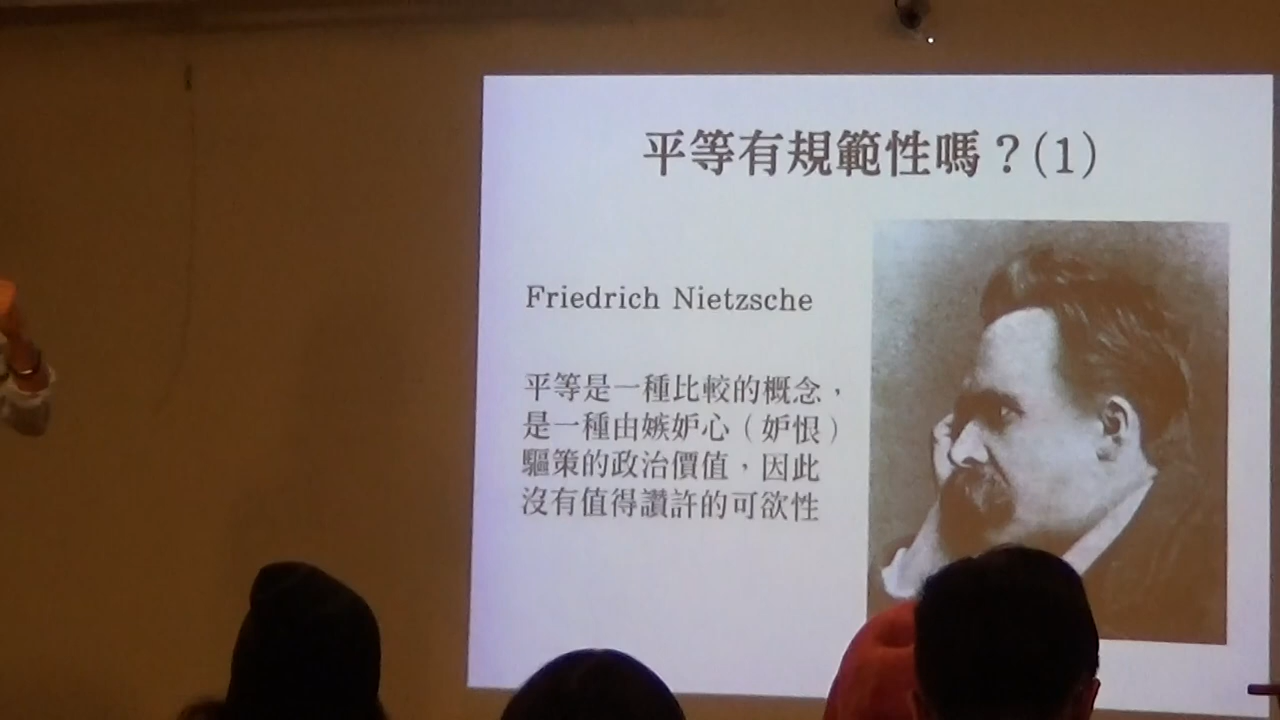 平等有規範性嗎？(1)
Friedrich Nietzsche
平等是一種比較的概念，
是一種由嫉妒心（妒恨）
驅策的政治價值，因此
沒有值得讚許的可欲性